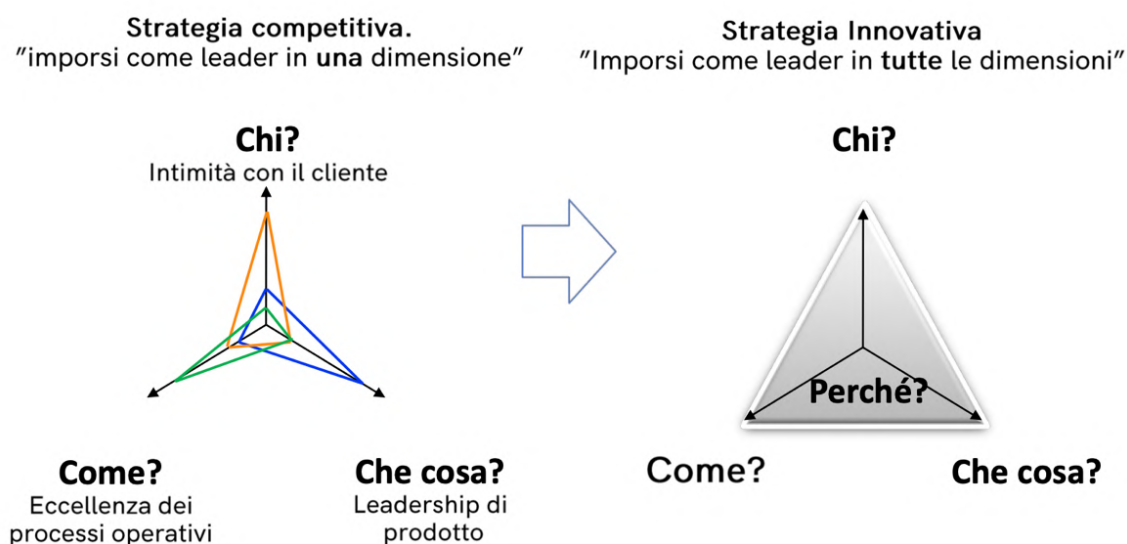 Strategia competitiva.
"imporsi come leader in una dimensione"
Chi?
Intimità con il cliente
Come?
Eccellenza dei
processi operativi
Che cosa?
Leadership di
prodotto
Strategia Innovativa
"Imporsi come leader in tutte le dimensioni"
Chi?
Perché?
Come?
Che cosa?